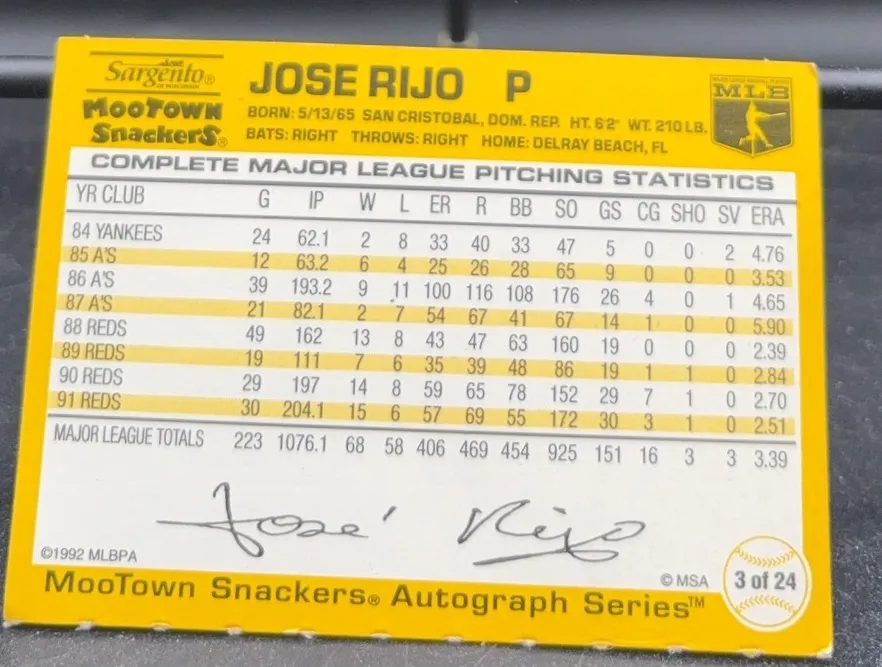 Sargento®
OF WISCONSIN
MooTown
Snackers®
JOSE RIJO P
BORN: 5/13/65 SAN CRISTOBAL, DOM. REP. HT. 6'2" WT. 210 LB.
BATS: RIGHT THROWS: RIGHT HOME: DELRAY BEACH, FL
MLB
COMPLETE MAJOR LEAGUE PITCHING STATISTICS
YR CLUB G IP W L ER R BB SO GS CG SHO SV ERA
84 YANKEES 24 62.1 2 8 33 40 33 47 5 0 0 2 4.76
85 A'S 12 63.2 6 4 25 26 28 65 9 0 0 0 3.53
86 A'S 39 193.2 9 11 100 116 108 176 26 4 0 1 4.65
87 A'S 21 82.1 2 7 54 67 41 67 14 1 0 0 5.90
88 REDS 49 162 13 8 43 47 63 160 19 0 0 0 2.39
89 REDS 19 111 7 6 35 39 48 86 19 1 1 0 2.84
90 REDS 29 197 14 8 59 65 78 152 29 7 1 0 2.70
91 REDS 30 204.1 15 6 57 69 55 172 30 3 1 0 2.51
MAJOR LEAGUE TOTALS 223 1076.1 68 58 406 469 454 925 151 16 3 3 3.39
José Rijo
©1992 MLBPA
© MSA
3 of 24
MooTown Snackers® Autograph Series™